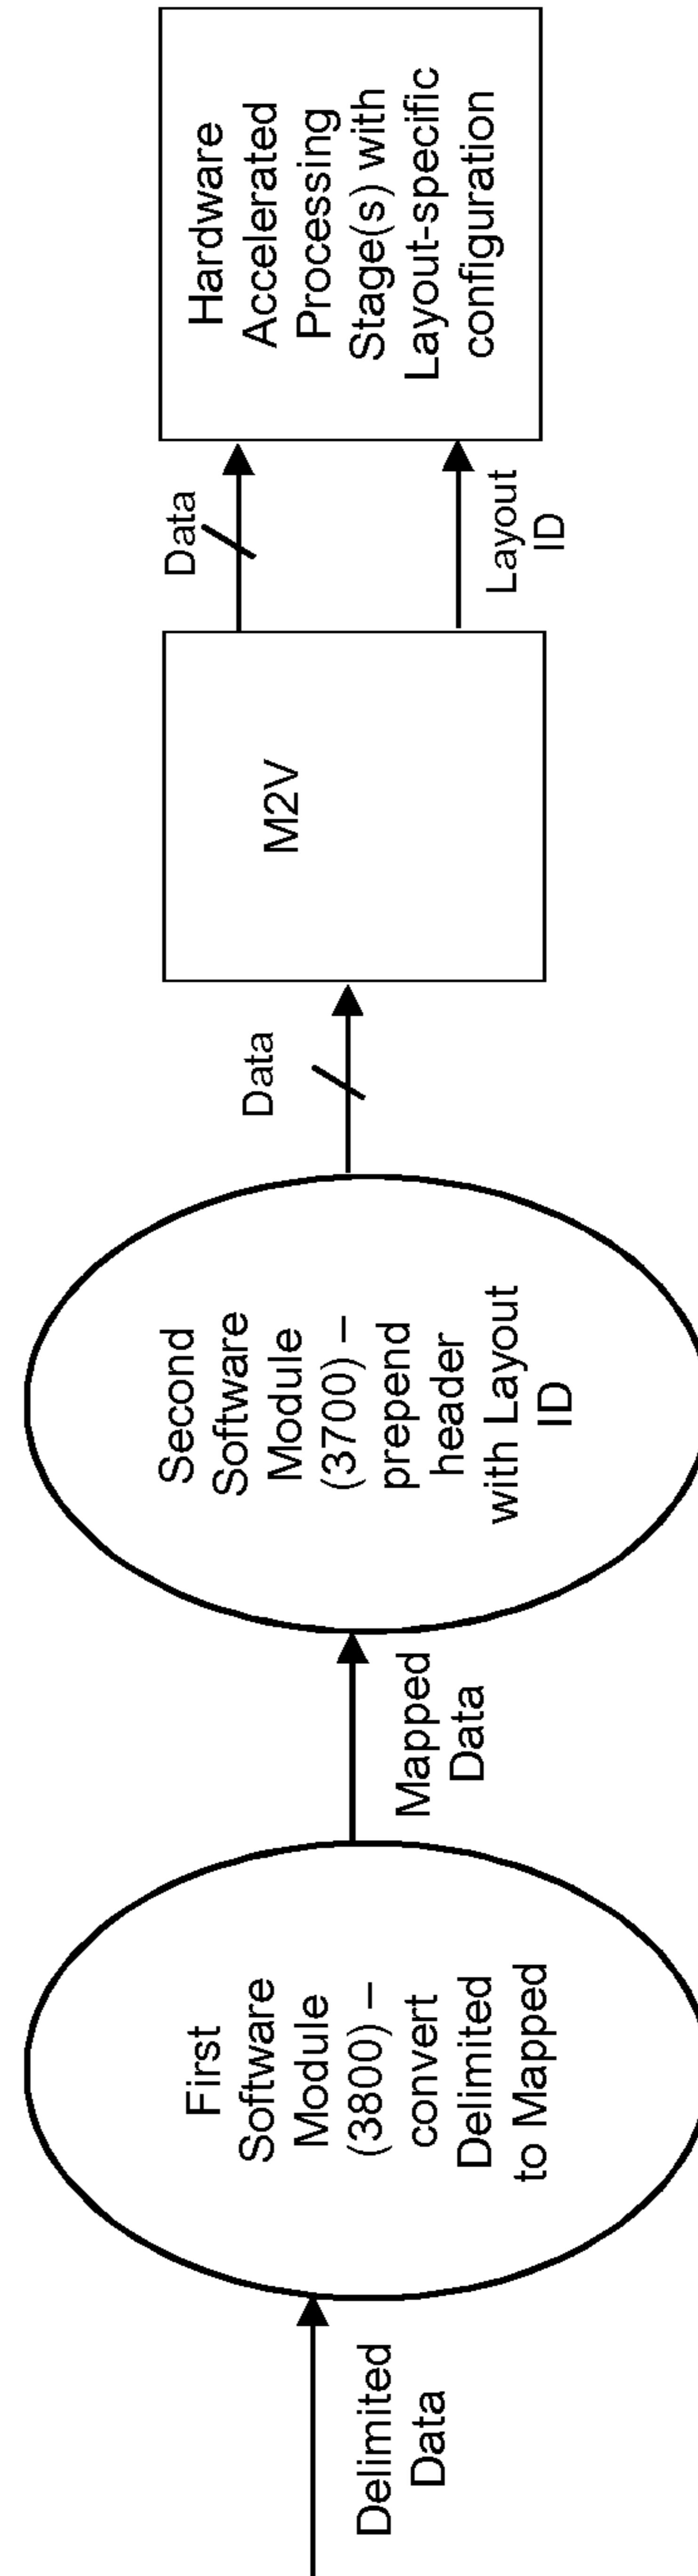 Delimited
Data
First
Software
Module
(3800) –
convert
Delimited
to Mapped
Mapped
Data
Second
Software
Module
(3700) –
prepend
header
with Layout
ID
Data
M2V
Data
Layout
ID
Hardware
Accelerated
Processing
Stage(s) with
Layout-specific
configuration